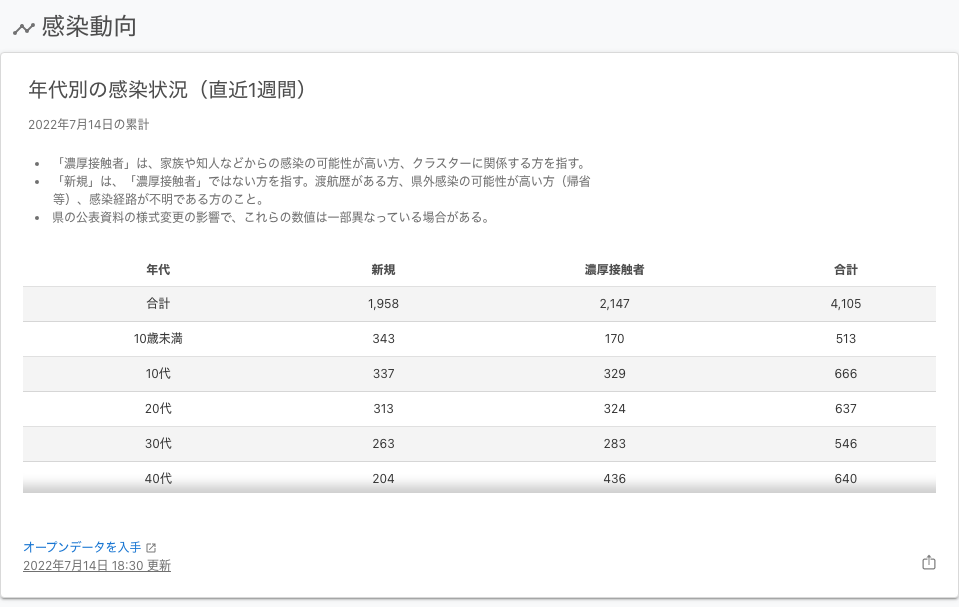 感染動向
年代別の感染状況（直近1週間）
2022年7月14日の累計
• 「濃厚接触者」は、家族や知人などからの感染の可能性が高い方、クラスターに関係する方を指す。
• 「新規」は、「濃厚接触者」ではない方を指す。渡航歴がある方、県外感染の可能性が高い方（帰省
等）、感染経路が不明である方のこと。
• 県の公表資料の様式変更の影響で、これらの数値は一部異なっている場合がある。
年代 新規 濃厚接触者 合計
合計 1,958 2,147 4,105
10歳未満 343 170 513
10代 337 329 666
20代 313 324 637
30代 263 283 546
40代 204 436 640
オープンデータを入手
2022年7月14日 18:30 更新